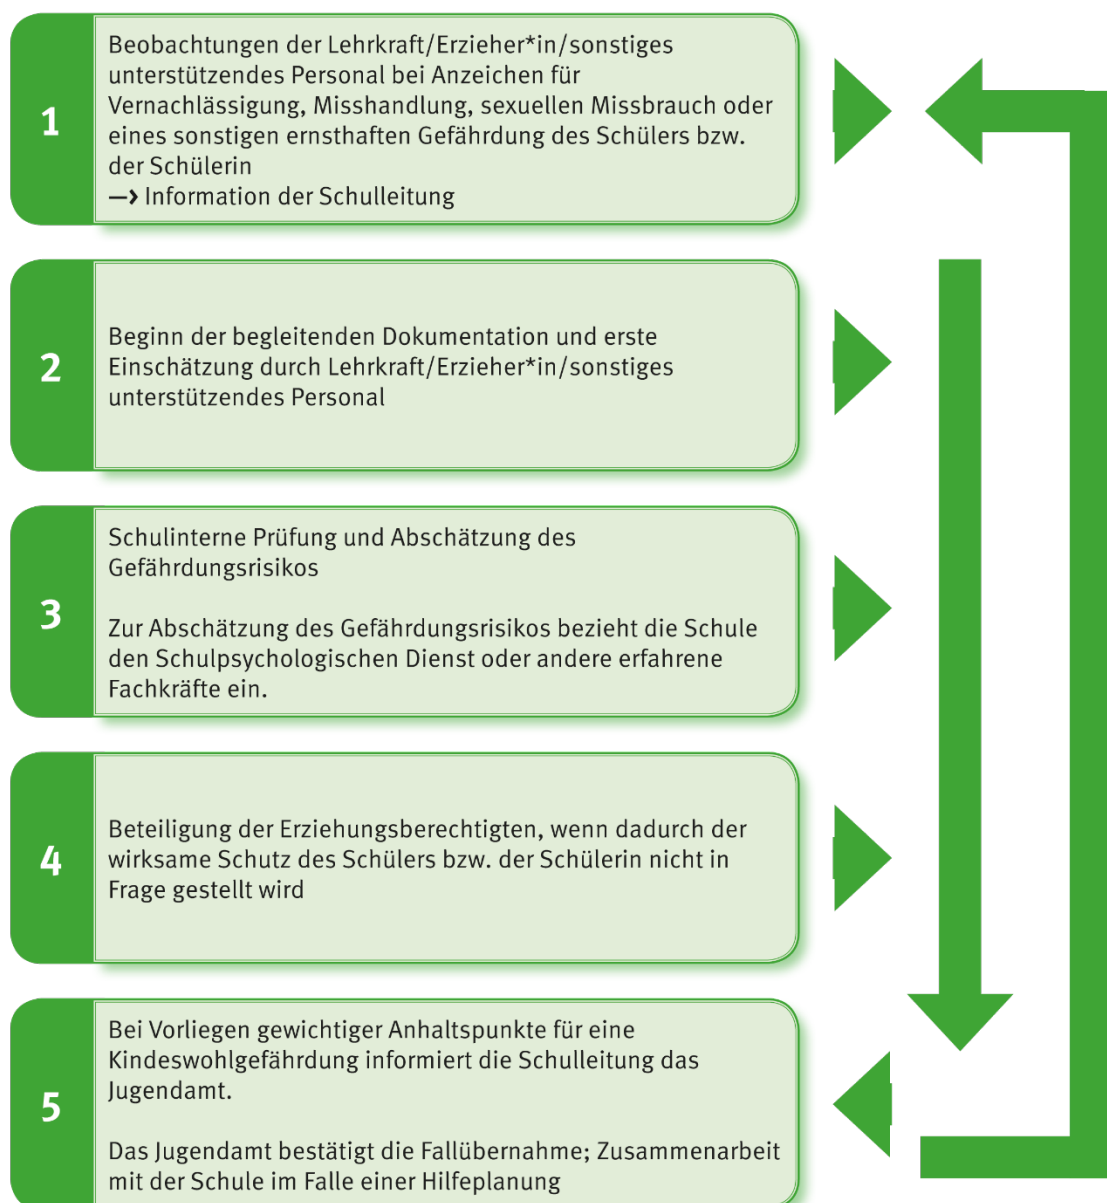 1
Beobachtungen der Lehrkraft/Erzieher*in/sonstiges
unterstützendes Personal bei Anzeichen für
Vernachlässigung, Misshandlung, sexuellen Missbrauch oder
eines sonstigen ernsthaften Gefährdung des Schülers bzw.
der Schülerin
—› Information der Schulleitung
2
Beginn der begleitenden Dokumentation und erste
Einschätzung durch Lehrkraft/Erzieher*in/sonstiges
unterstützendes Personal
3
Schulinterne Prüfung und Abschätzung des
Gefährdungsrisikos
Zur Abschätzung des Gefährdungsrisikos bezieht die Schule
den Schulpsychologischen Dienst oder andere erfahrene
Fachkräfte ein.
4
Beteiligung der Erziehungsberechtigten, wenn dadurch der
wirksame Schutz des Schülers bzw. der Schülerin nicht in
Frage gestellt wird
5
Bei Vorliegen gewichtiger Anhaltspunkte für eine
Kindeswohlgefährdung informiert die Schulleitung das
Jugendamt.
Das Jugendamt bestätigt die Fallübernahme; Zusammenarbeit
mit der Schule im Falle einer Hilfeplanung